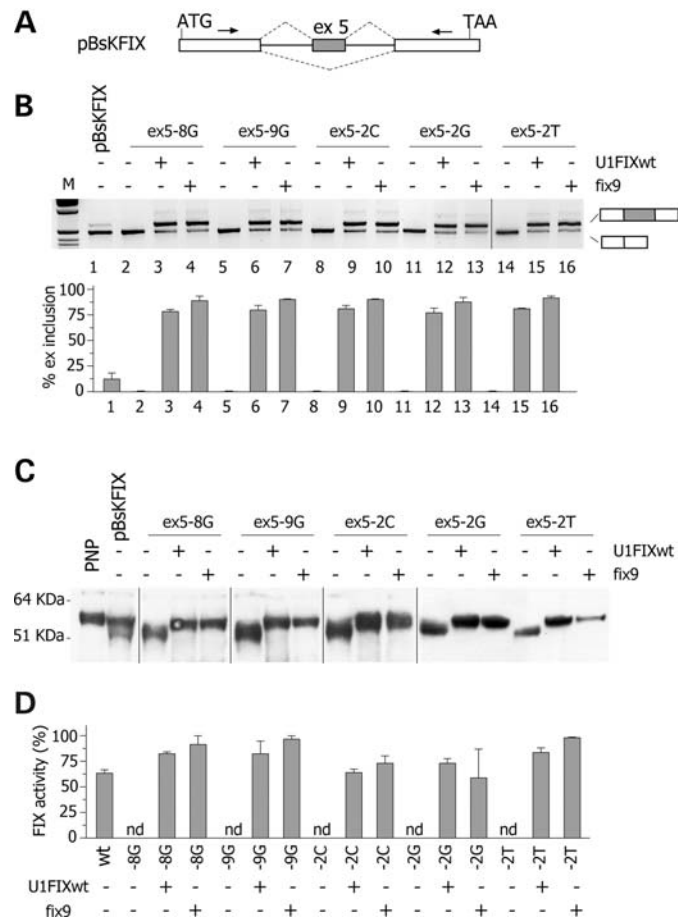 A
ATG
ex 5
TAA
pBsKFIX
B
pBsKFIX
ex5-8G ex5-9G ex5-2C ex5-2G ex5-2T
- - + - - + - - + - - + - - + - U1FIXwt
M - - - + - - + - - + - - + - - + fix9
1 2 3 4 5 6 7 8 9 10 11 12 13 14 15 16
% ex inclusion
100
75
50
25
0
1 2 3 4 5 6 7 8 9 10 11 12 13 14 15 16
C
PNP
pBsKFIX
ex5-8G ex5-9G ex5-2C ex5-2G ex5-2T
- - + - - + - - + - - + - - + - U1FIXwt
- - - + - - + - - + - - + - - + fix9
64 KDa-
51 KDa-
D
FIX activity (%)
100
75
50
25
0
nd nd nd nd nd
wt -8G -8G -8G -9G -9G -9G -2C -2C -2C -2G -2G -2G -2T -2T -2T
U1FIXwt - - + - - + - - + - - + - - + -
fix9 - - - + - - + - - + - - + - - +